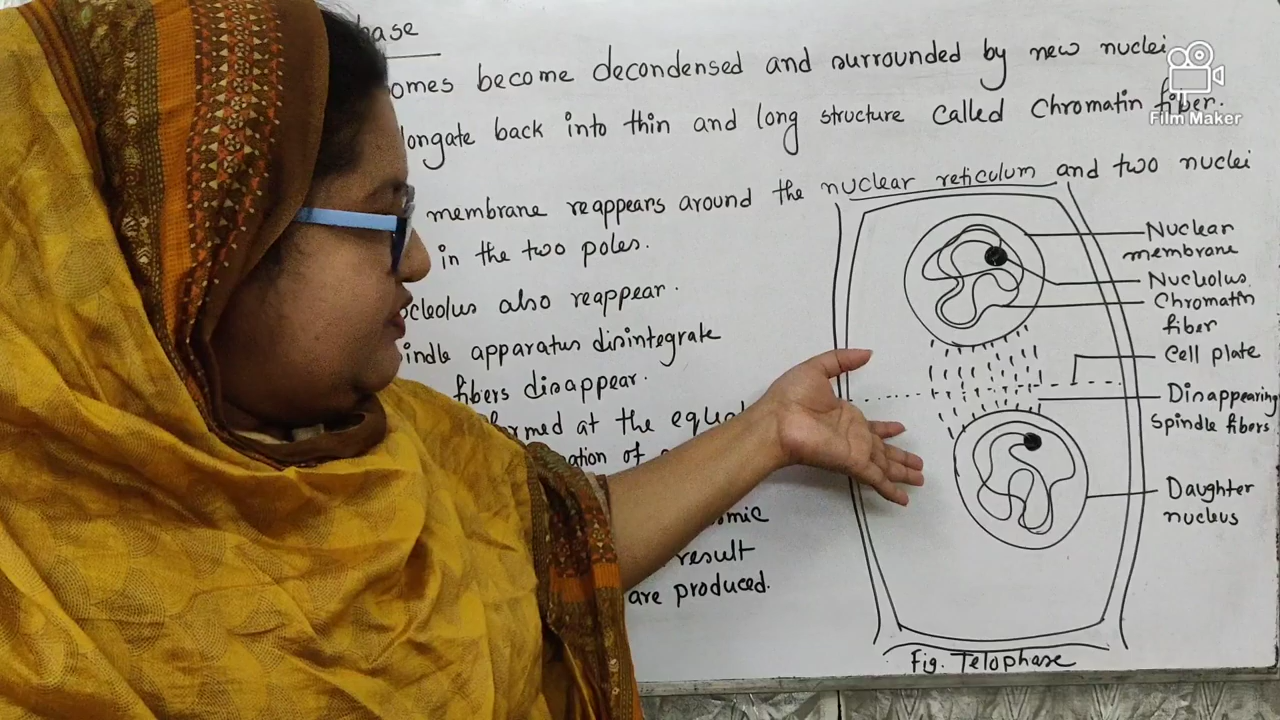 hase
omes become decondensed and surrounded by new nuclei
longate back into thin and long structure called Chromatin fiber.
membrane reappears around the nuclear reticulum and two nuclei
in the two poles.
cleolus also reappear.
indle apparatus disintegrate
fibers disappear.
rmed at the equat
ation of
omic
result
are produced.
Nuclear
membrane
Nucleolus
Chromatin
fiber
Cell plate
Disappearing
spindle fibers
Daughter
nucleus
Fig. Telophase
Film Maker